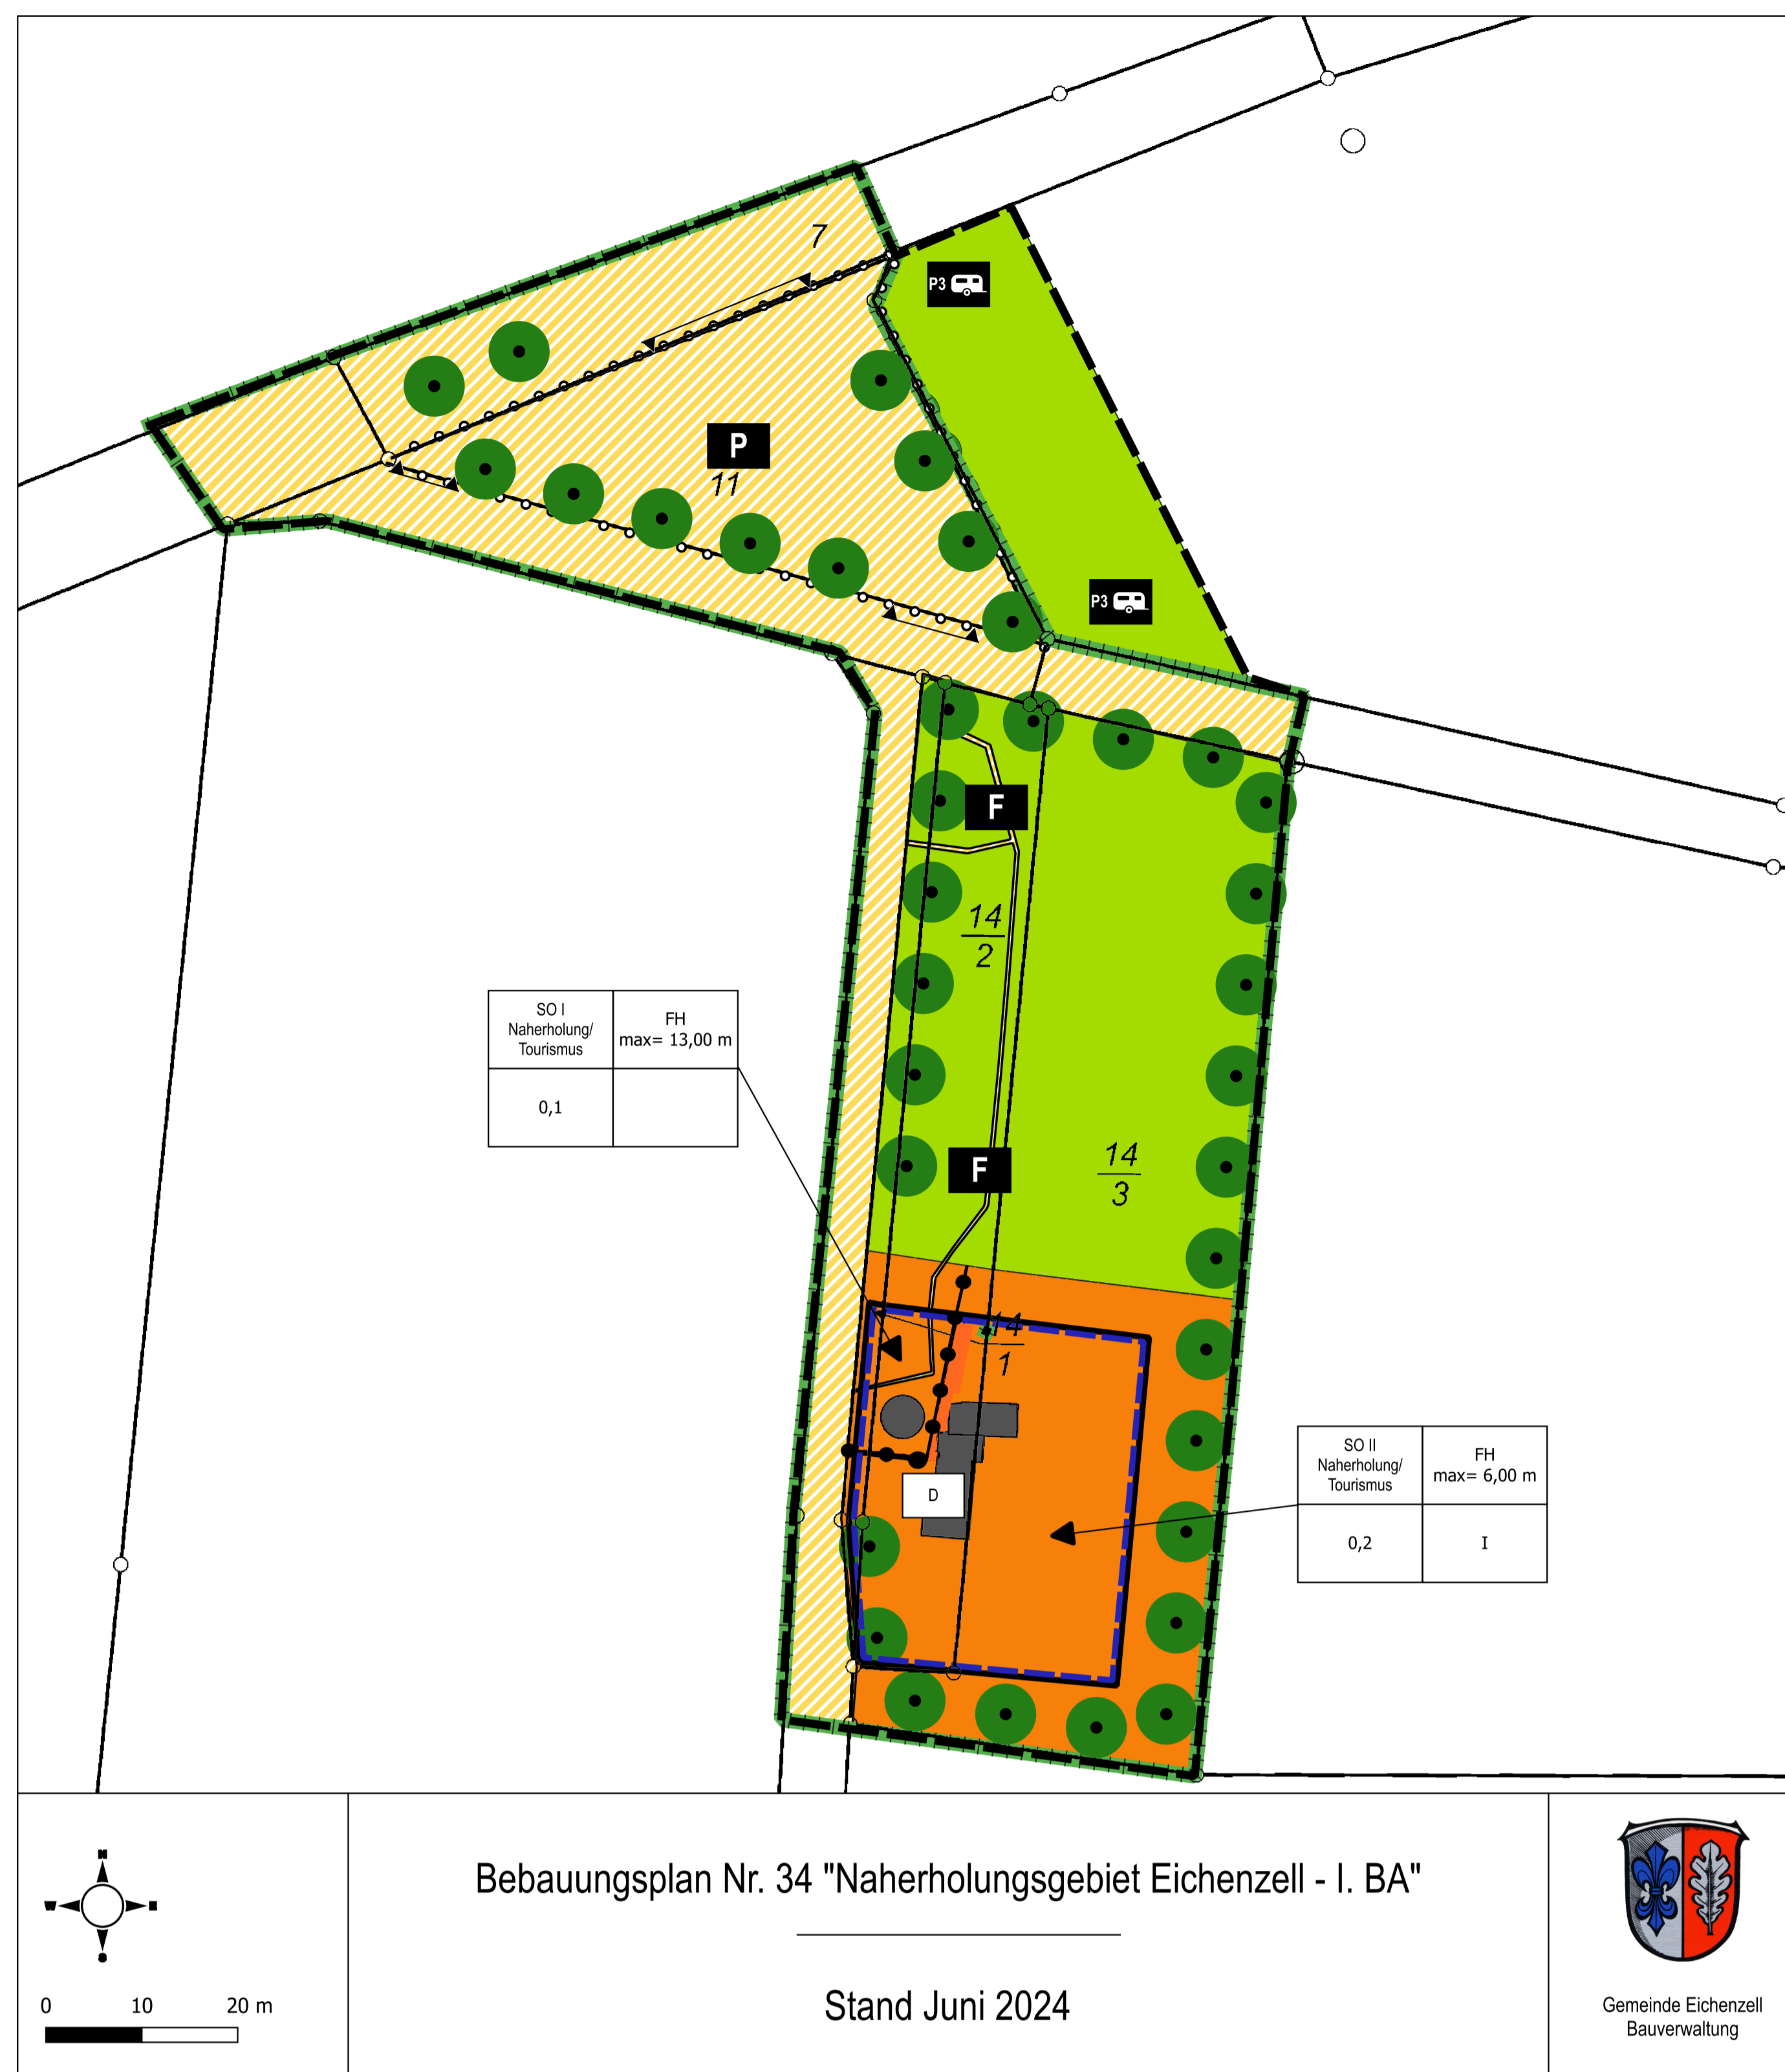 7
P3
P
11
P3
F
14
2
SO I
Naherholung/
Tourismus
FH
max= 13,00 m
0,1
F
14
3
14
1
SO II
Naherholung/
Tourismus
FH
max= 6,00 m
0,2
I
D
N
W
E
S
0 10 20 m
Bebauungsplan Nr. 34 "Naherholungsgebiet Eichenzell - I. BA"
Stand Juni 2024
Gemeinde Eichenzell
Bauverwaltung